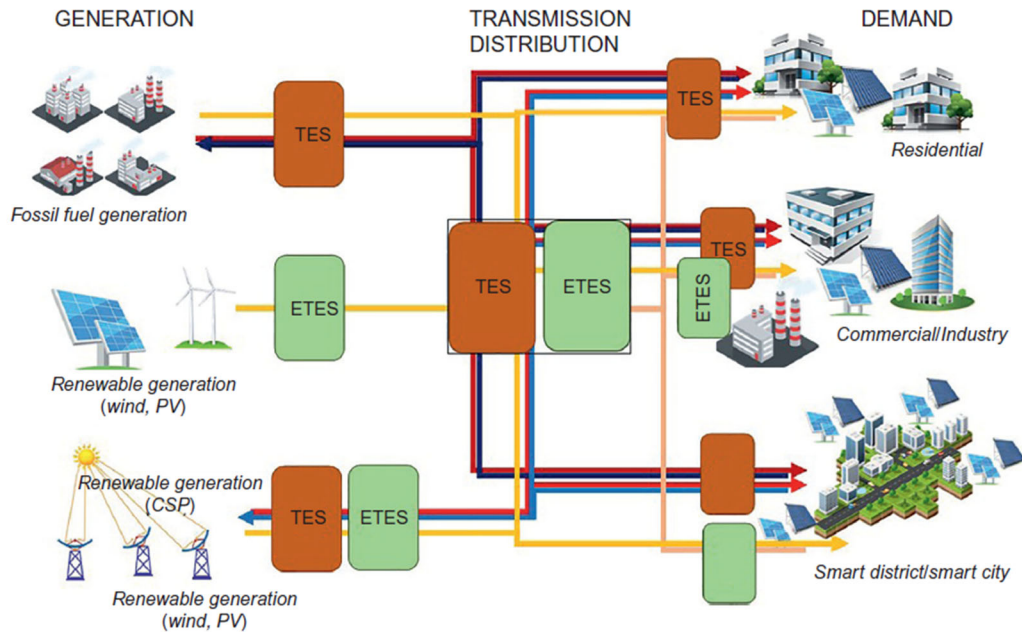 GENERATION
TRANSMISSION
DISTRIBUTION
DEMAND
TES
TES
Residential
Fossil fuel generation
TES
ETES
TES
ETES
ETES
Commercial/Industry
Renewable generation
(wind, PV)
Renewable generation
(CSP)
TES
ETES
Smart district/smart city
Renewable generation
(wind, PV)